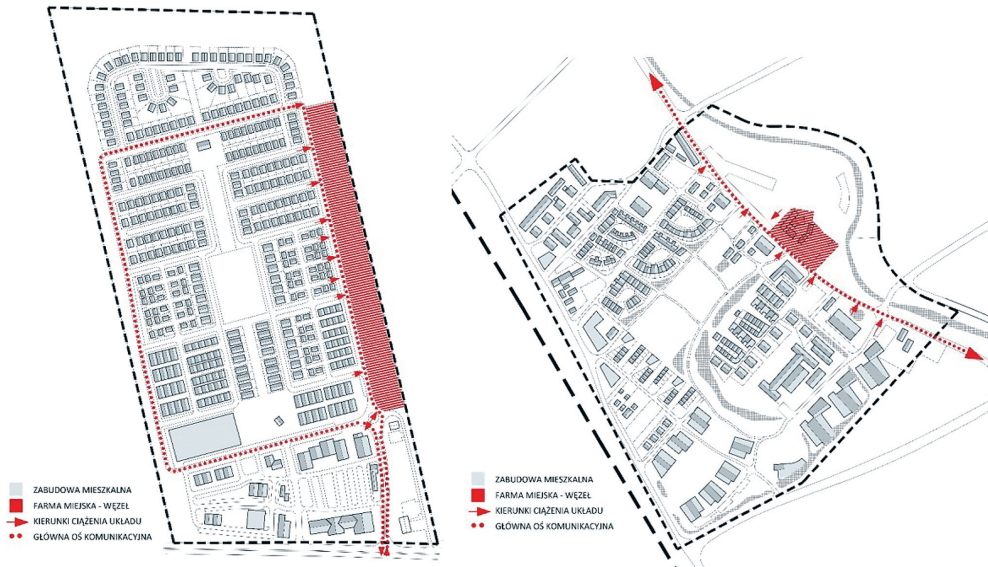 ZABUDOWA MIESZKALNA
FARMA MIEJSKA - WĘZEŁ
KIERUNKI CIĄŻENIA UKŁADU
GŁÓWNA OŚ KOMUNIKACYJNA
ZABUDOWA MIESZKALNA
FARMA MIEJSKA - WĘZEŁ
KIERUNKI CIĄŻENIA UKŁADU
GŁÓWNA OŚ KOMUNIKACYJNA